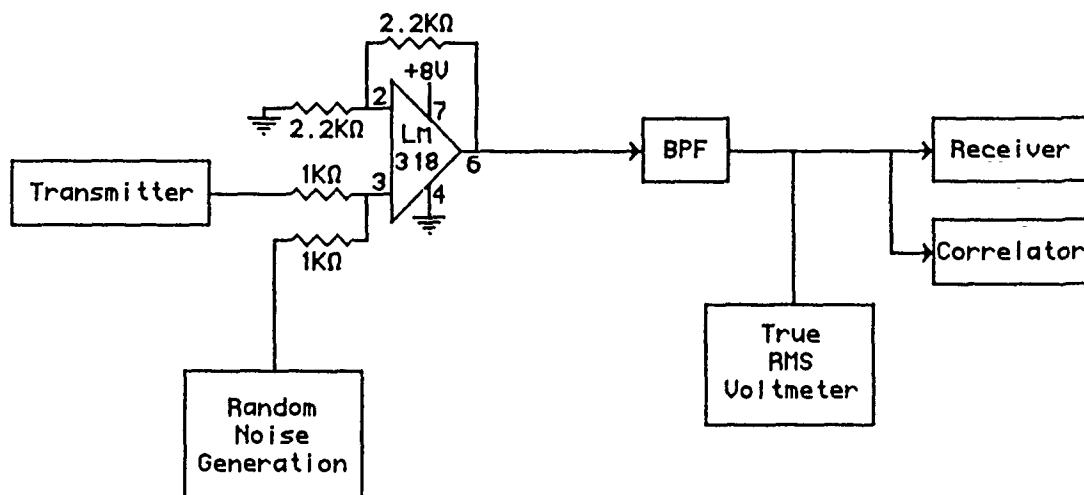 2.2KΩ
+8V
2
7
2.2KΩ
LM
318
6
BPF
Receiver
Transmitter
1KΩ
3
4
1KΩ
Correlator
True
RMS
Voltmeter
Random
Noise
Generation